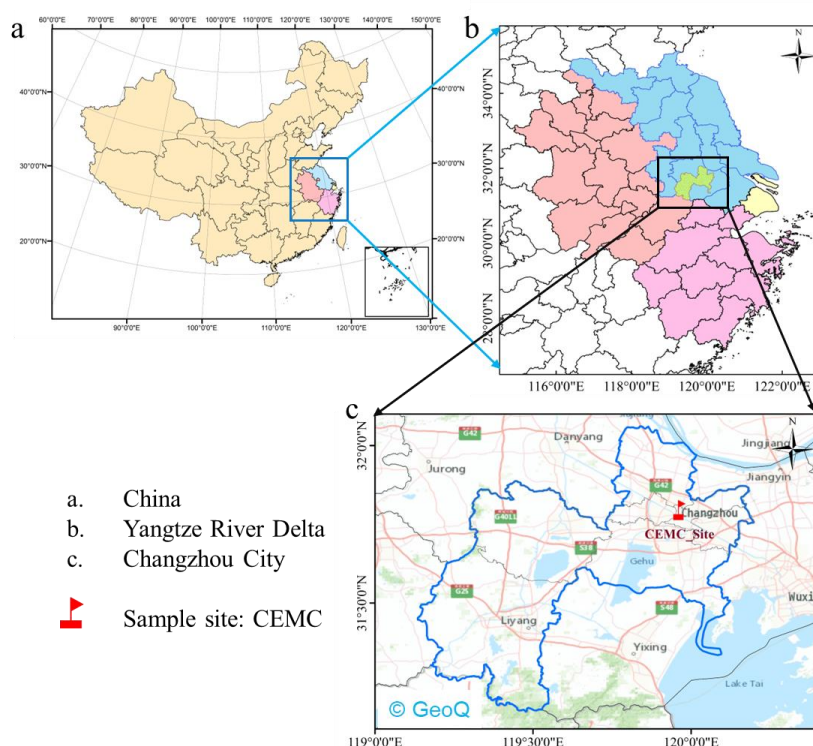 a
60°0'0"E 70°0'0"E 80°0'0"E 90°0'0"E 100°0'0"E 110°0'0"E 120°0'0"E 130°0'0"E 140°0'0"E 150°0'0"E
N
40°0'0"N
30°0'0"N
20°0'0"N
40°0'0"N
30°0'0"N
20°0'0"N
90°0'0"E 100°0'0"E 110°0'0"E 120°0'0"E 130°0'0"E
b
N
34°0'0"N
32°0'0"N
30°0'0"N
28°0'0"N
116°0'0"E 118°0'0"E 120°0'0"E 122°0'0"E
c
N
32°0'0"N
31°30'0"N
G42
Danyang
Jingjiang
Jurong
Jiangyin
G42
Changzhou
G4011
CEMC_Site
S38
Gehu
G25
S48
Wuxi
Liyang
Yixing
Lake Tai
© GeoQ
119°0'0"E 119°30'0"E 120°0'0"E
a. China
b. Yangtze River Delta
c. Changzhou City
Sample site: CEMC